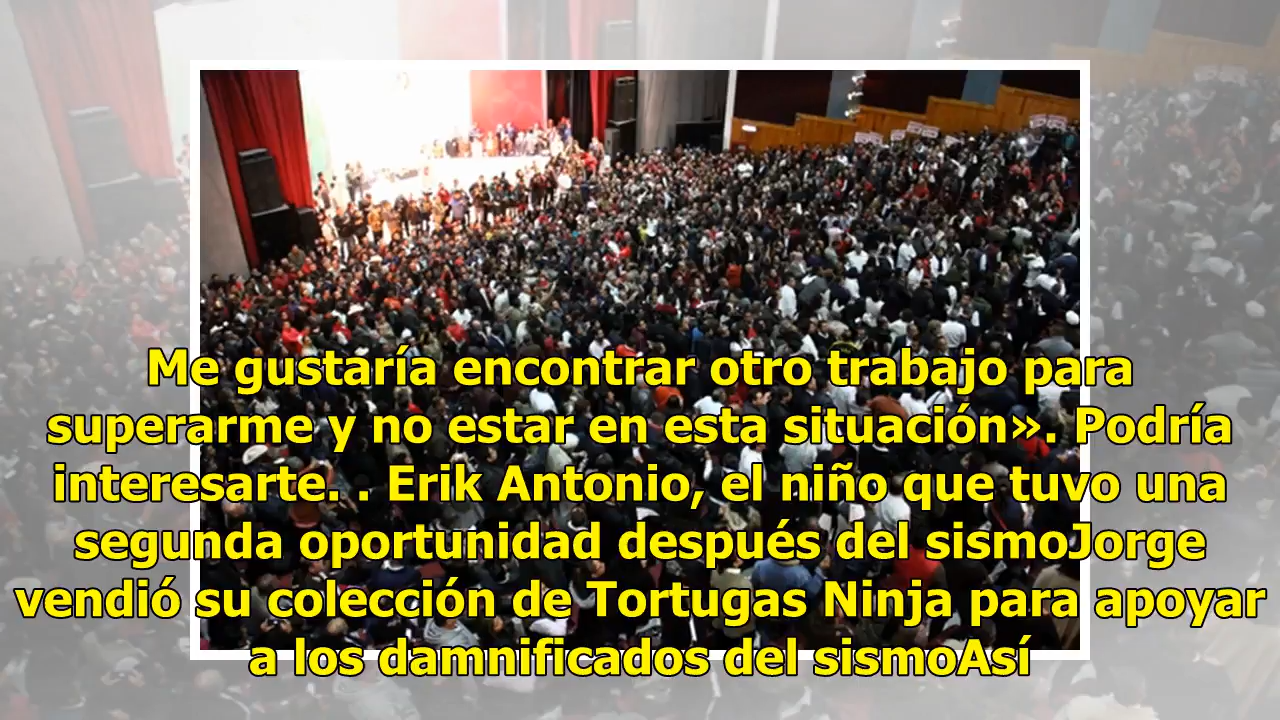 Me gustaría encontrar otro trabajo para
superarme y no estar en esta situación». Podría
interesarte. . Erik Antonio, el niño que tuvo una
segunda oportunidad después del sismoJorge
vendió su colección de Tortugas Ninja para apoyar
a los damnificados del sismoAsí